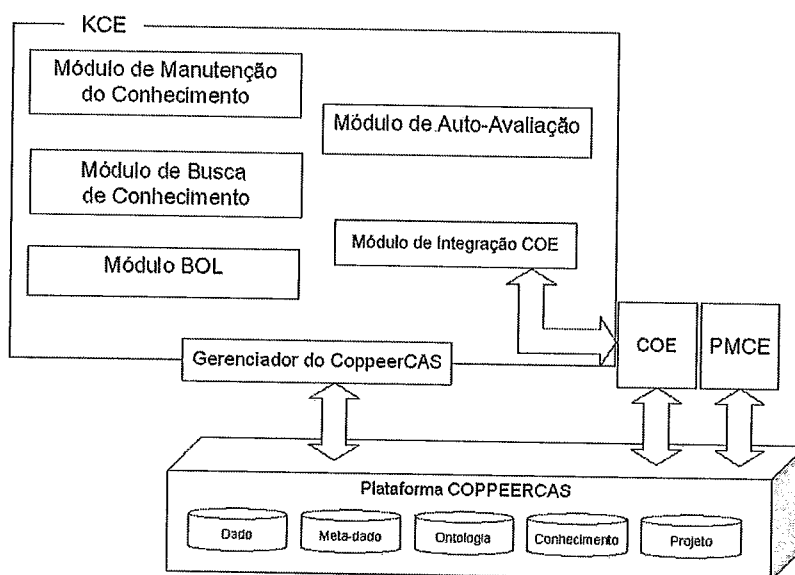 KCE
Módulo de Manutenção
do Conhecimento
Módulo de Auto-Avaliação
Módulo de Busca
de Conhecimento
Módulo de Integração COE
Módulo BOL
Gerenciador do CoppeerCAS
COE
PMCE
Plataforma COPPEERCAS
Dado
Meta-dado
Ontologia
Conhecimento
Projeto